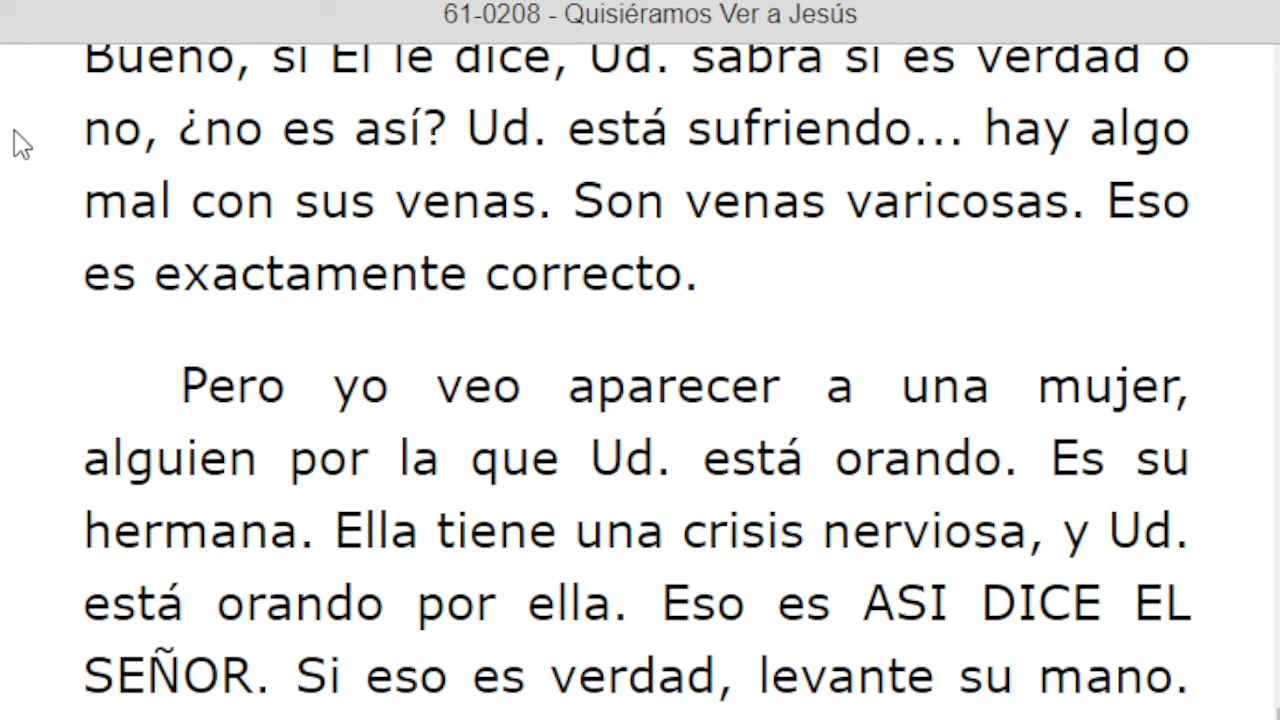 61-0208 - Quisiéramos Ver a Jesús
Bueno, si El le dice, Ud. sabrá si es verdad o
no, ¿no es así? Ud. está sufriendo... hay algo
mal con sus venas. Son venas varicosas. Eso
es exactamente correcto.
Pero yo veo aparecer a una mujer,
alguien por la que Ud. está orando. Es su
hermana. Ella tiene una crisis nerviosa, y Ud.
está orando por ella. Eso es ASI DICE EL
SEÑOR. Si eso es verdad, levante su mano.